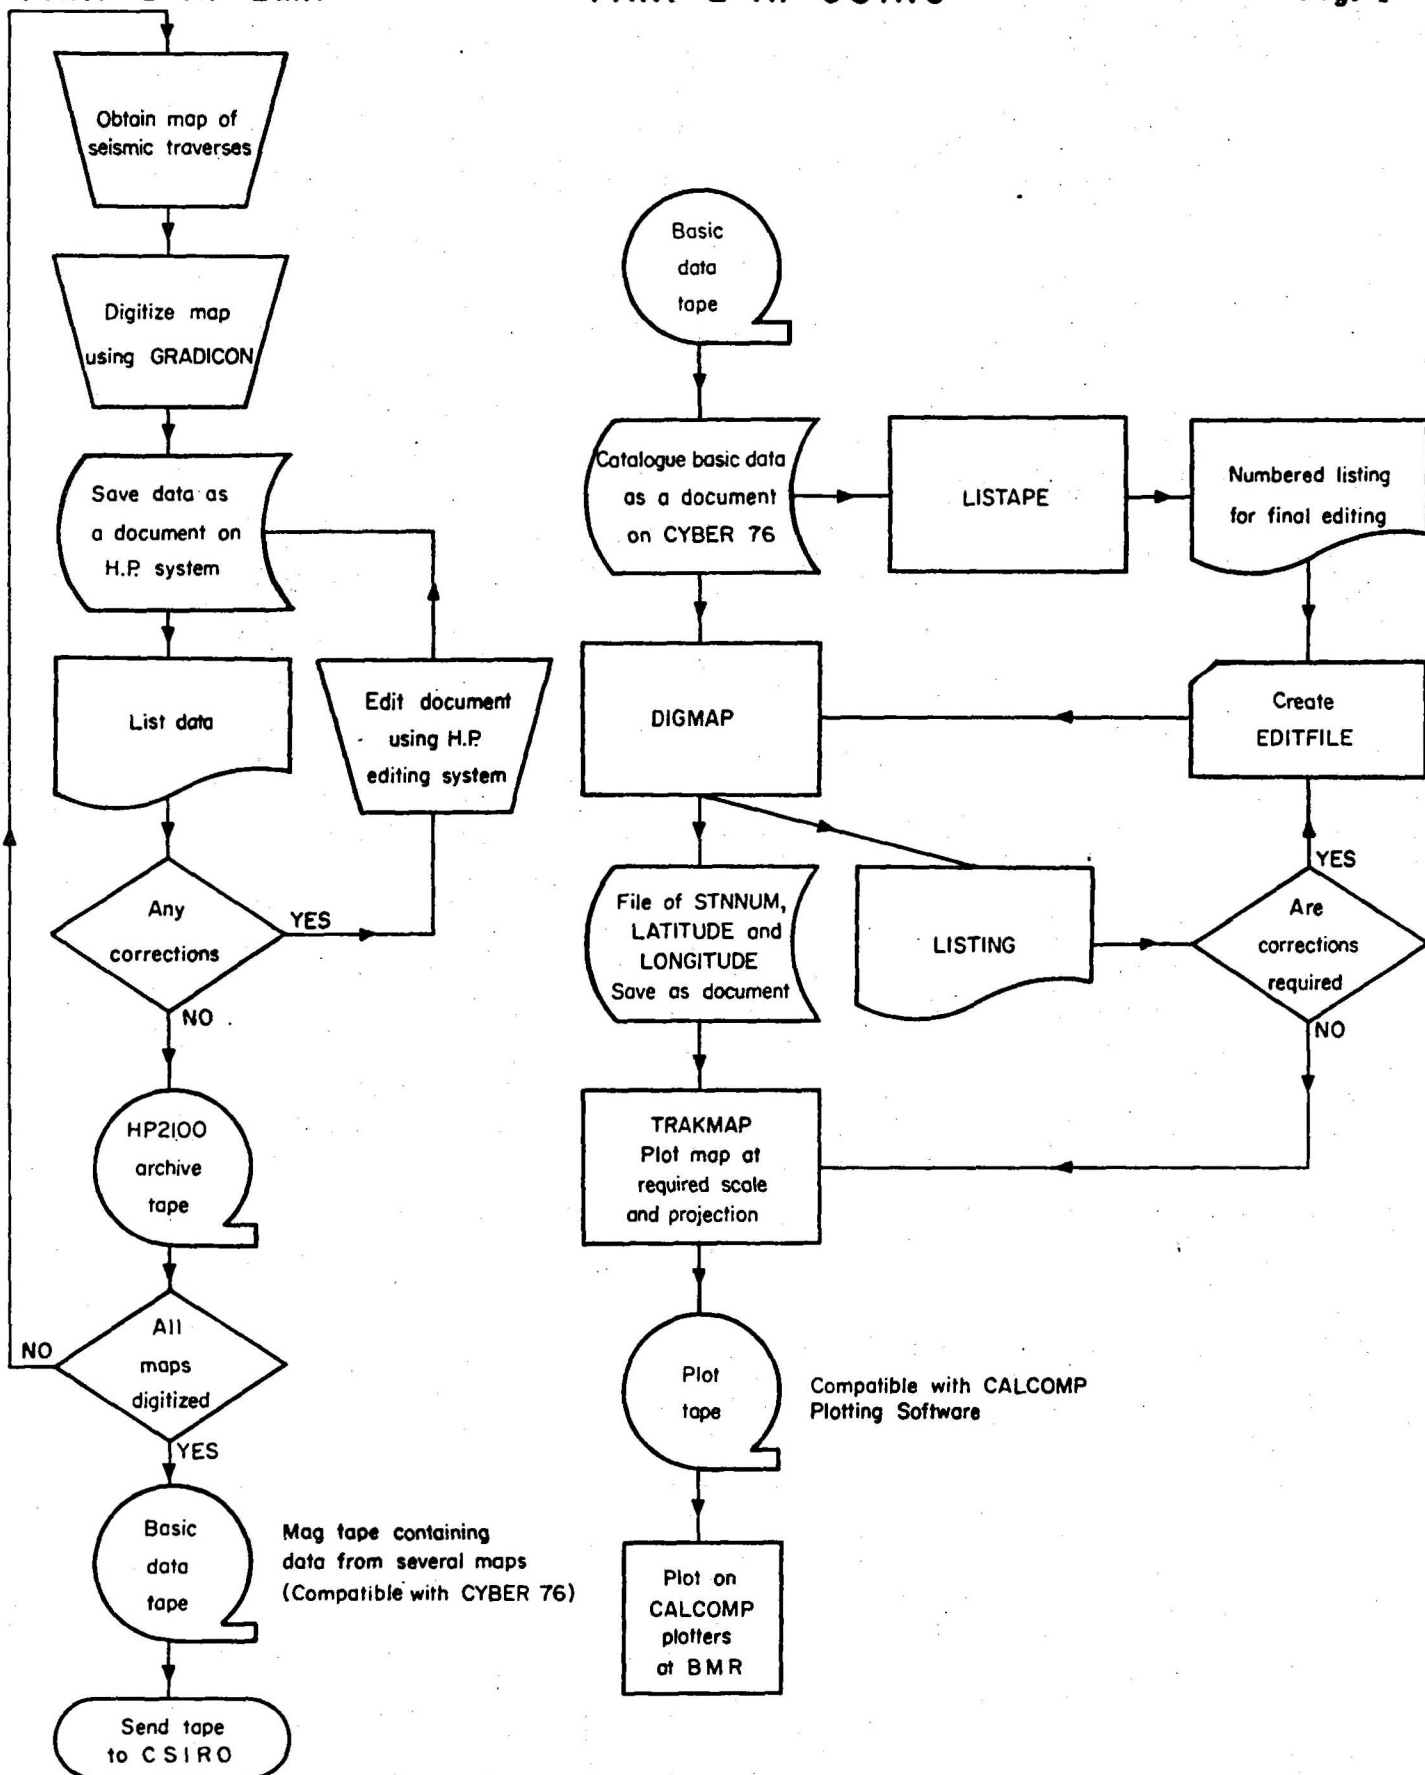 Obtain map of
seismic traverses
Digitize map
using GRADICON
Save data as
a document on
H.P. system
List data
Edit document
using H.P.
editing system
Any
corrections
YES
NO
HP2100
archive
tape
All
maps
digitized
NO
YES
Basic
data
tape
Mag tape containing
data from several maps
(Compatible with CYBER 76)
Send tape
to CSIRO
Basic
data
tape
Catalogue basic data
as a document
on CYBER 76
LISTAPE
Numbered listing
for final editing
DIGMAP
Create
EDITFILE
YES
File of STNNUM,
LATITUDE and
LONGITUDE
Save as document
LISTING
Are
corrections
required
NO
TRAKMAP
Plot map at
required scale
and projection
Plot
tape
Compatible with CALCOMP
Plotting Software
Plot on
CALCOMP
plotters
at BMR